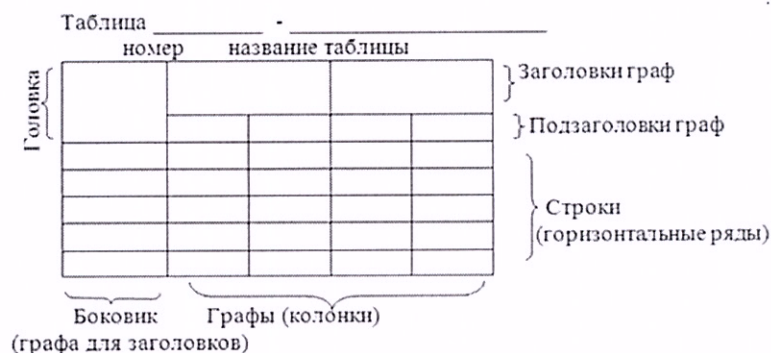 Таблица __________ - ______________________
номер название таблицы
Головка
Заголовки граф
Подзаголовки граф
Строки
(горизонтальные ряды)
Боковик
(графа для заголовков)
Графы (колонки)